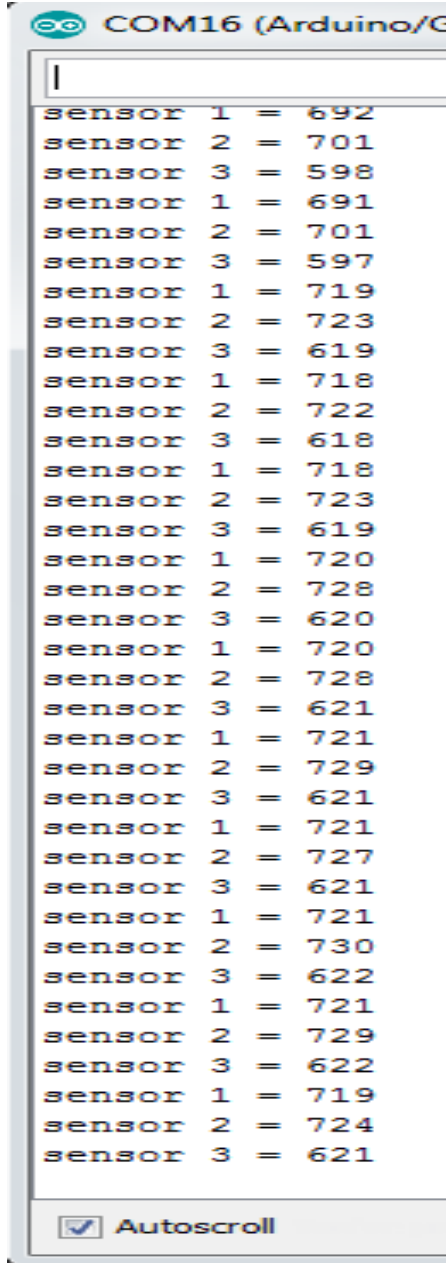 COM16 (Arduino/G
sensor 1 = 692
sensor 2 = 701
sensor 3 = 598
sensor 1 = 691
sensor 2 = 701
sensor 3 = 597
sensor 1 = 719
sensor 2 = 723
sensor 3 = 619
sensor 1 = 718
sensor 2 = 722
sensor 3 = 618
sensor 1 = 718
sensor 2 = 723
sensor 3 = 619
sensor 1 = 720
sensor 2 = 728
sensor 3 = 620
sensor 1 = 720
sensor 2 = 728
sensor 3 = 621
sensor 1 = 721
sensor 2 = 729
sensor 3 = 621
sensor 1 = 721
sensor 2 = 727
sensor 3 = 621
sensor 1 = 721
sensor 2 = 730
sensor 3 = 622
sensor 1 = 721
sensor 2 = 729
sensor 3 = 622
sensor 1 = 719
sensor 2 = 724
sensor 3 = 621
Autoscroll